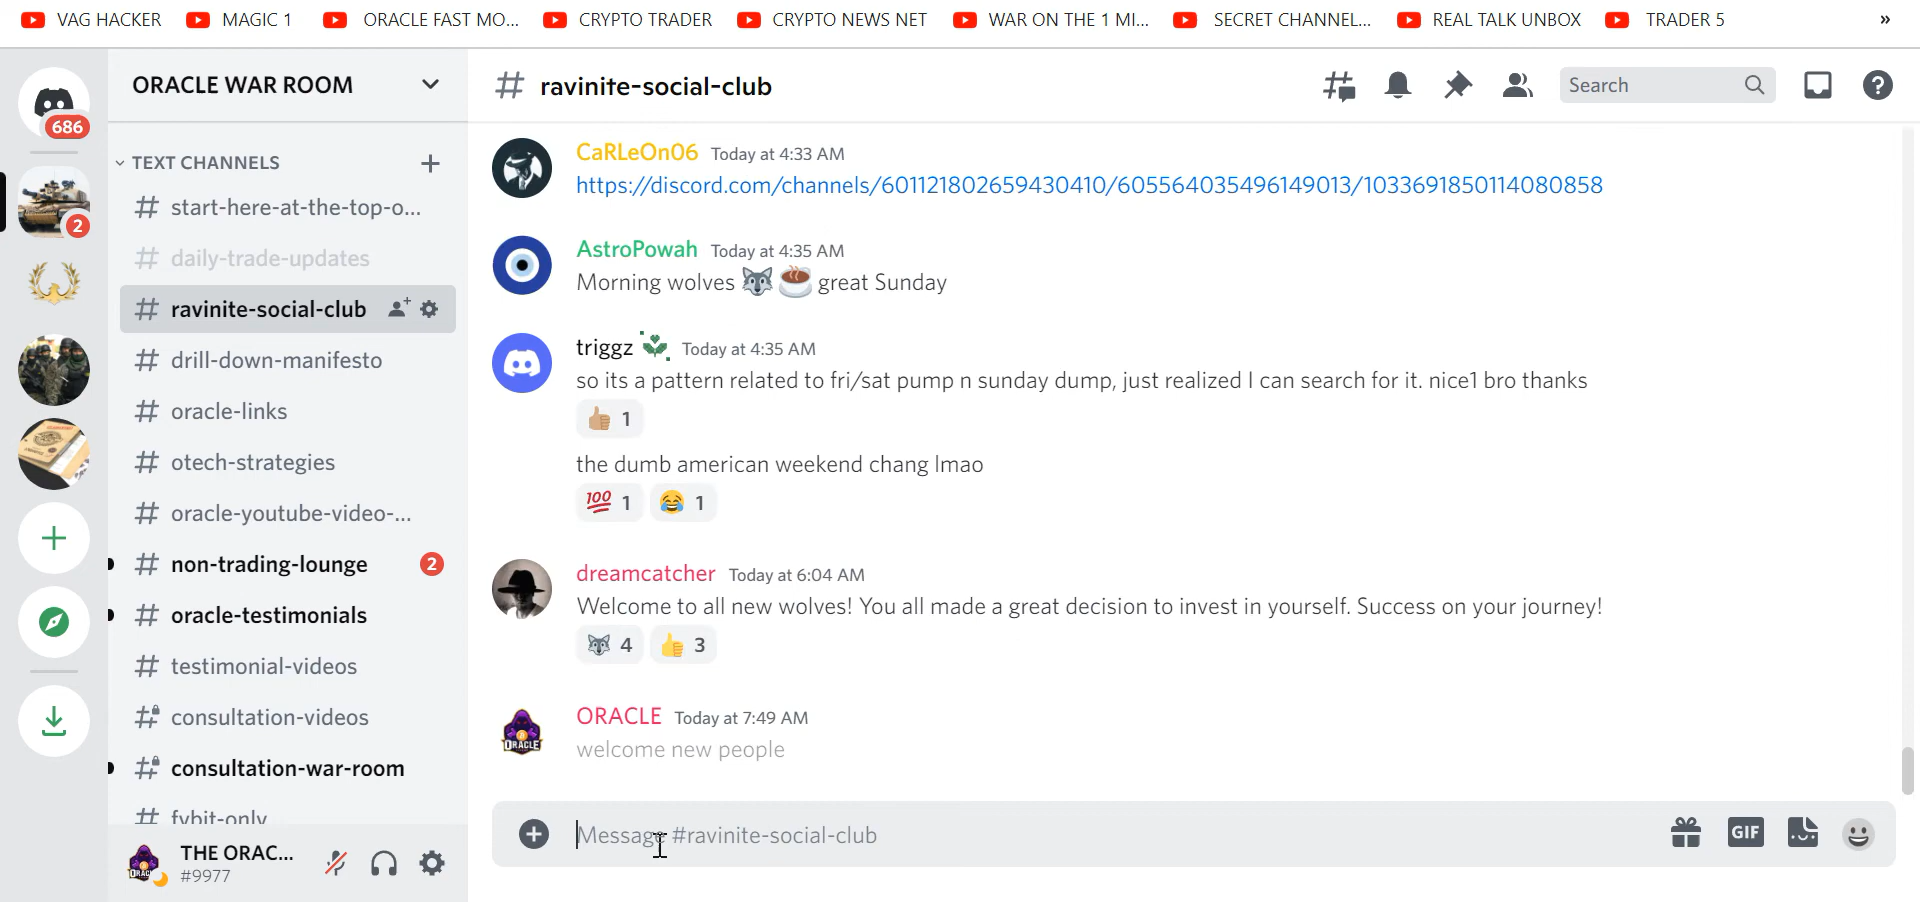 VAG HACKER MAGIC 1 ORACLE FAST MO... CRYPTO TRADER CRYPTO NEWS NET WAR ON THE 1 MI... SECRET CHANNEL... REAL TALK UNBOX TRADER 5 »
686
2
ORACLE WAR ROOM
TEXT CHANNELS
# start-here-at-the-top-o...
# daily-trade-updates
# ravinite-social-club
# drill-down-manifesto
# oracle-links
# otech-strategies
# oracle-youtube-video-...
# non-trading-lounge 2
# oracle-testimonials
# testimonial-videos
# consultation-videos
# consultation-war-room
# fybit-only
THE ORAC...
#9977
# ravinite-social-club
Search
CaRLeOn06 Today at 4:33 AM
https://discord.com/channels/601121802659430410/605564035496149013/1033691850114080858
AstroPowah Today at 4:35 AM
Morning wolves 🐺☕ great Sunday
triggz Today at 4:35 AM
so its a pattern related to fri/sat pump n sunday dump, just realized I can search for it. nice1 bro thanks
👍🏽 1
the dumb american weekend chang lmao
💯 1 😂 1
dreamcatcher Today at 6:04 AM
Welcome to all new wolves! You all made a great decision to invest in yourself. Success on your journey!
🐺 4 👍 3
ORACLE
ORACLE Today at 7:49 AM
welcome new people
Message #ravinite-social-club
GIF